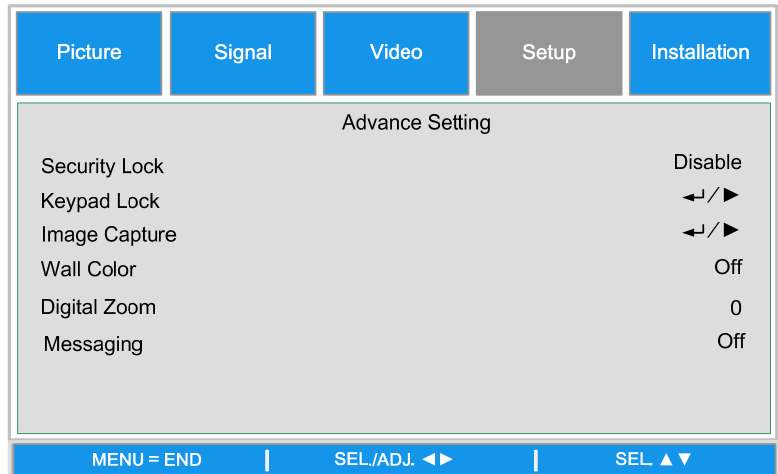 Picture Signal Video Setup Installation
Advance Setting
Security Lock Disable
Keypad Lock ↵/▶
Image Capture ↵/▶
Wall Color Off
Digital Zoom 0
Messaging Off
MENU = END | SEL./ADJ. ◀▶ | SEL. ▲▼